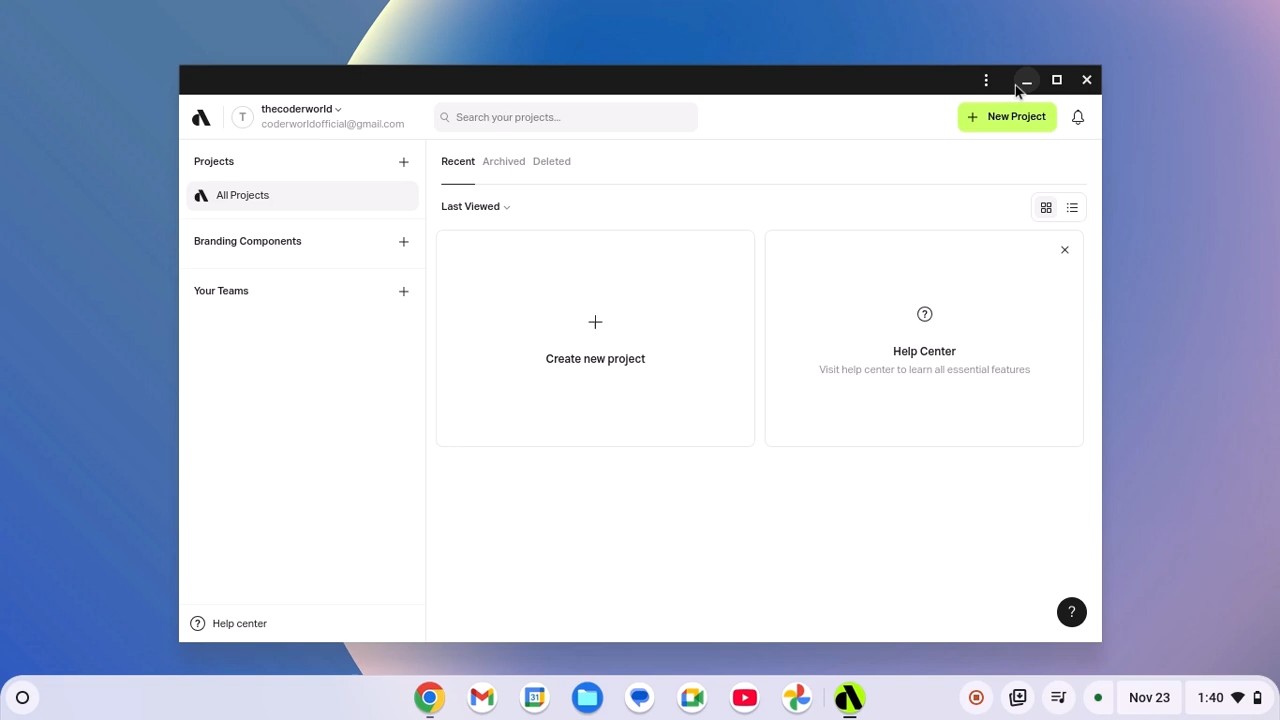 thecoderworld
coderworldofficial@gmail.com
T
Search your projects...
New Project
Projects
All Projects
Branding Components
Your Teams
Recent Archived Deleted
Last Viewed
Create new project
?
Help Center
Visit help center to learn all essential features
? Help center
?
31
Nov 23
1:40